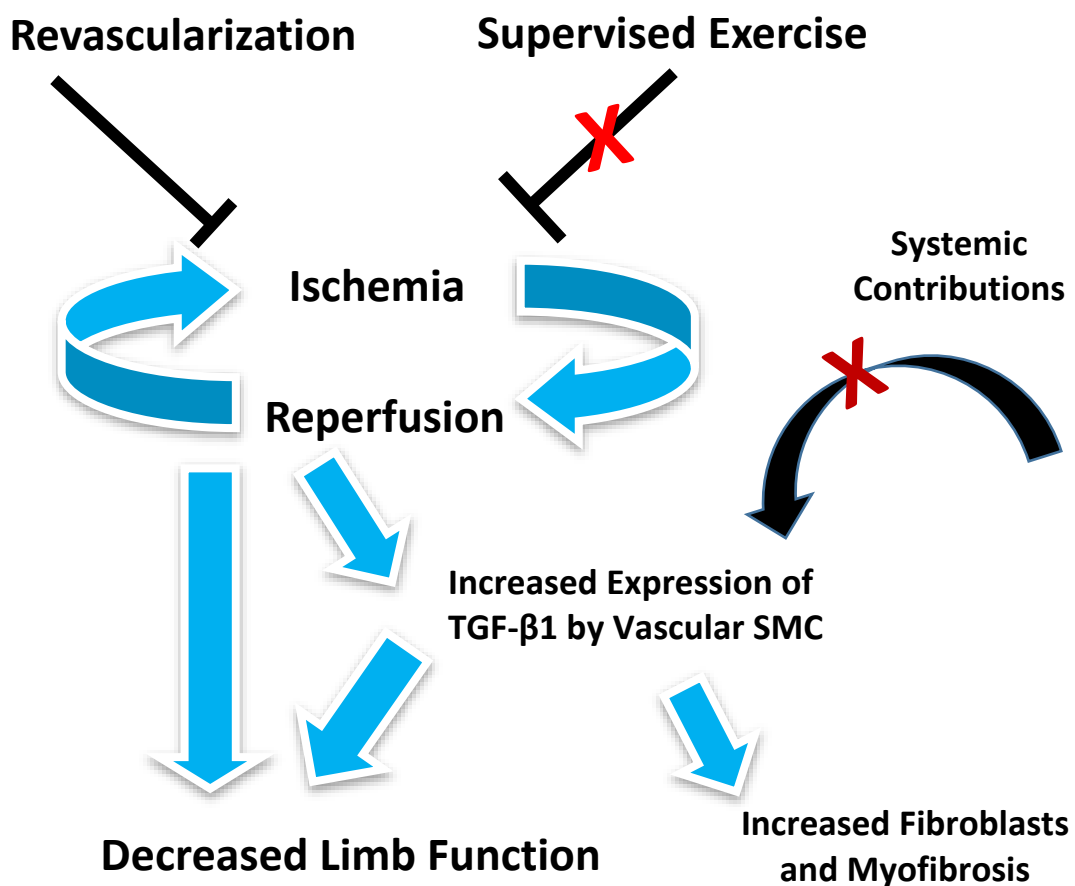 Revascularization
Supervised Exercise
Systemic
Contributions
Ischemia
Reperfusion
Increased Expression of
TGF-β1 by Vascular SMC
Decreased Limb Function
Increased Fibroblasts
and Myofibrosis